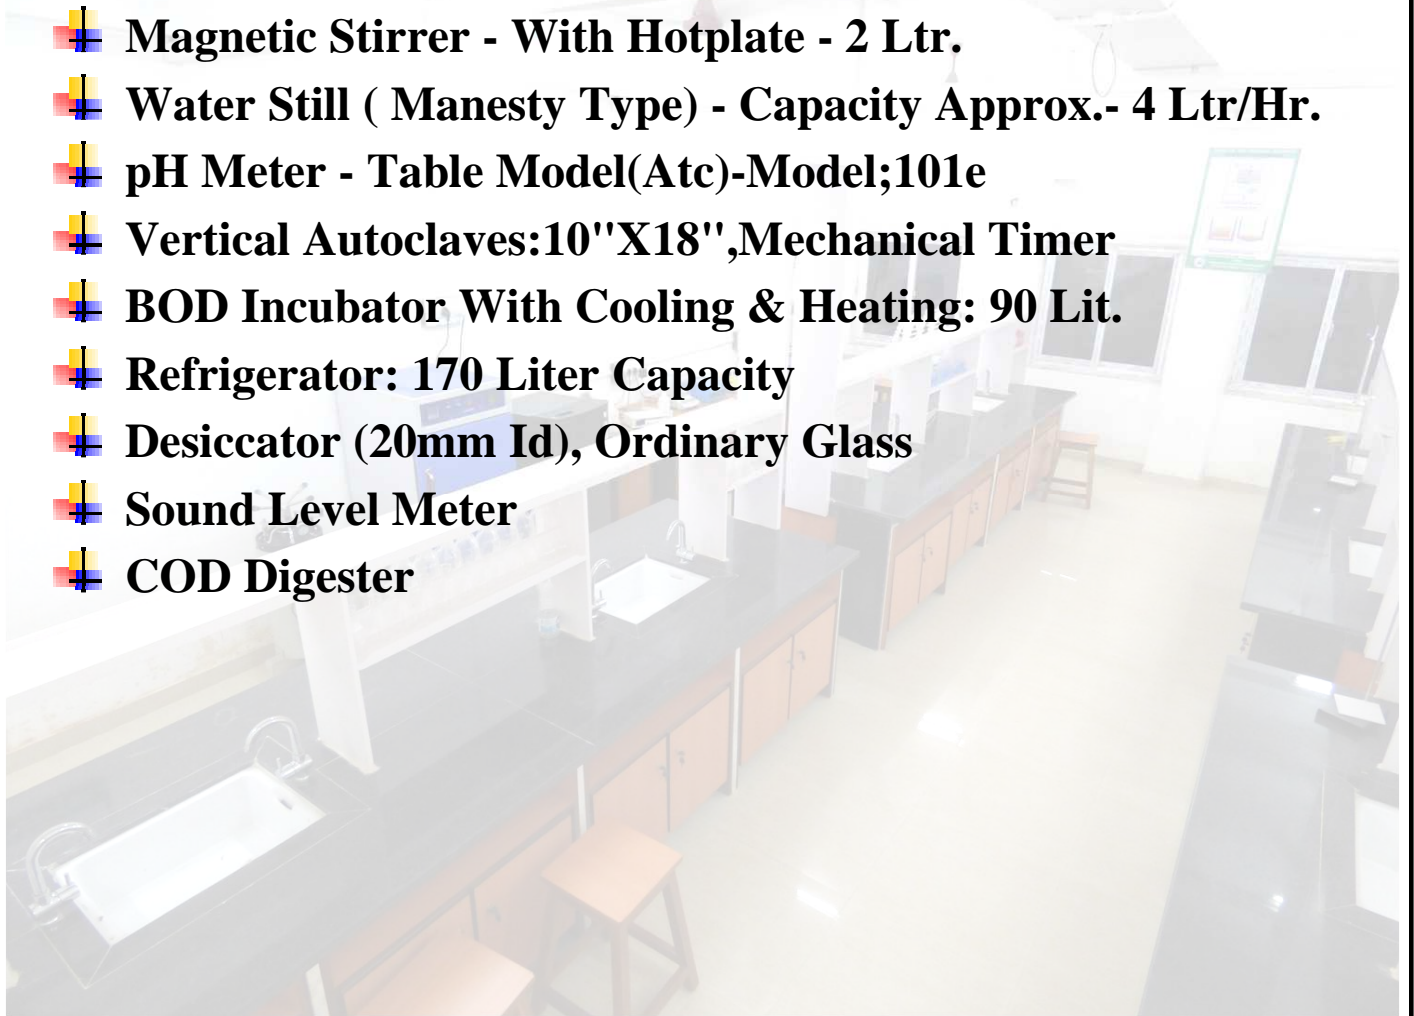 Magnetic Stirrer - With Hotplate - 2 Ltr.
Water Still ( Manesty Type) - Capacity Approx.- 4 Ltr/Hr.
pH Meter - Table Model(Atc)-Model;101e
Vertical Autoclaves:10"X18",Mechanical Timer
BOD Incubator With Cooling & Heating: 90 Lit.
Refrigerator: 170 Liter Capacity
Desiccator (20mm Id), Ordinary Glass
Sound Level Meter
COD Digester